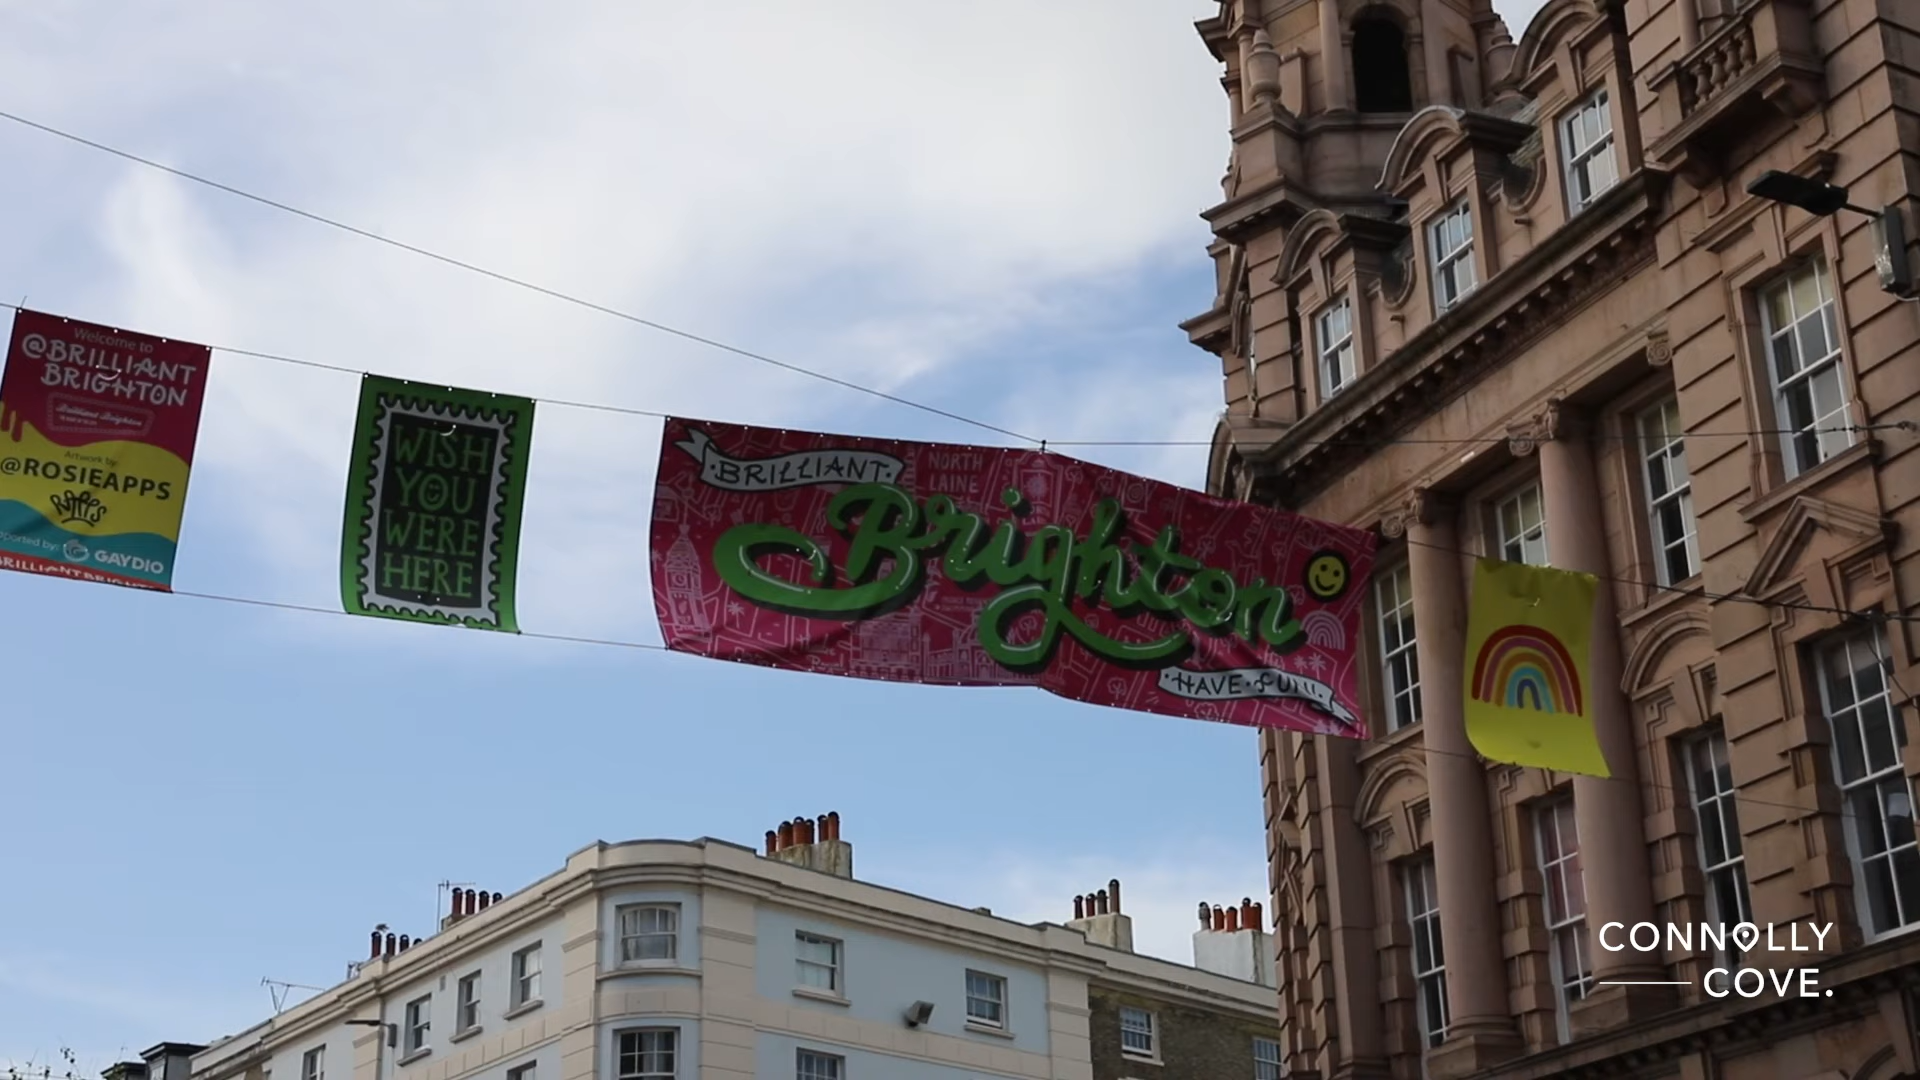 Welcome to
@BRILLIANT
BRIGHTON
Brilliant Brighton
Artwork by:
@ROSIEAPPS
GAYDIO
WISH
YOU
WERE
HERE
BRILLIANT
NORTH
LAINE
Brighton
HAVE FUN!
CONNOLLY
COVE.